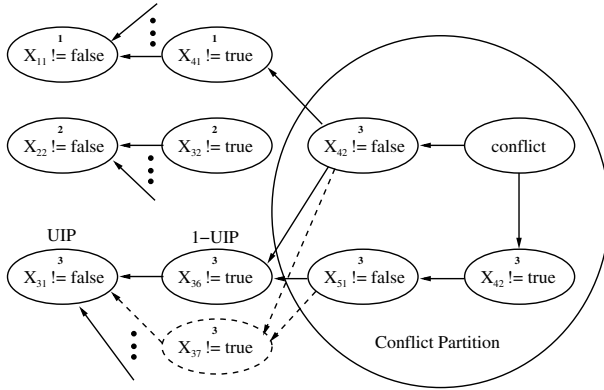 1
X11 != false
1
X41 != true
2
X22 != false
2
X32 != true
3
X42 != false
conflict
UIP
1–UIP
3
X31 != false
3
X36 != true
3
X51 != false
3
X42 != true
3
X37 != true
Conflict Partition